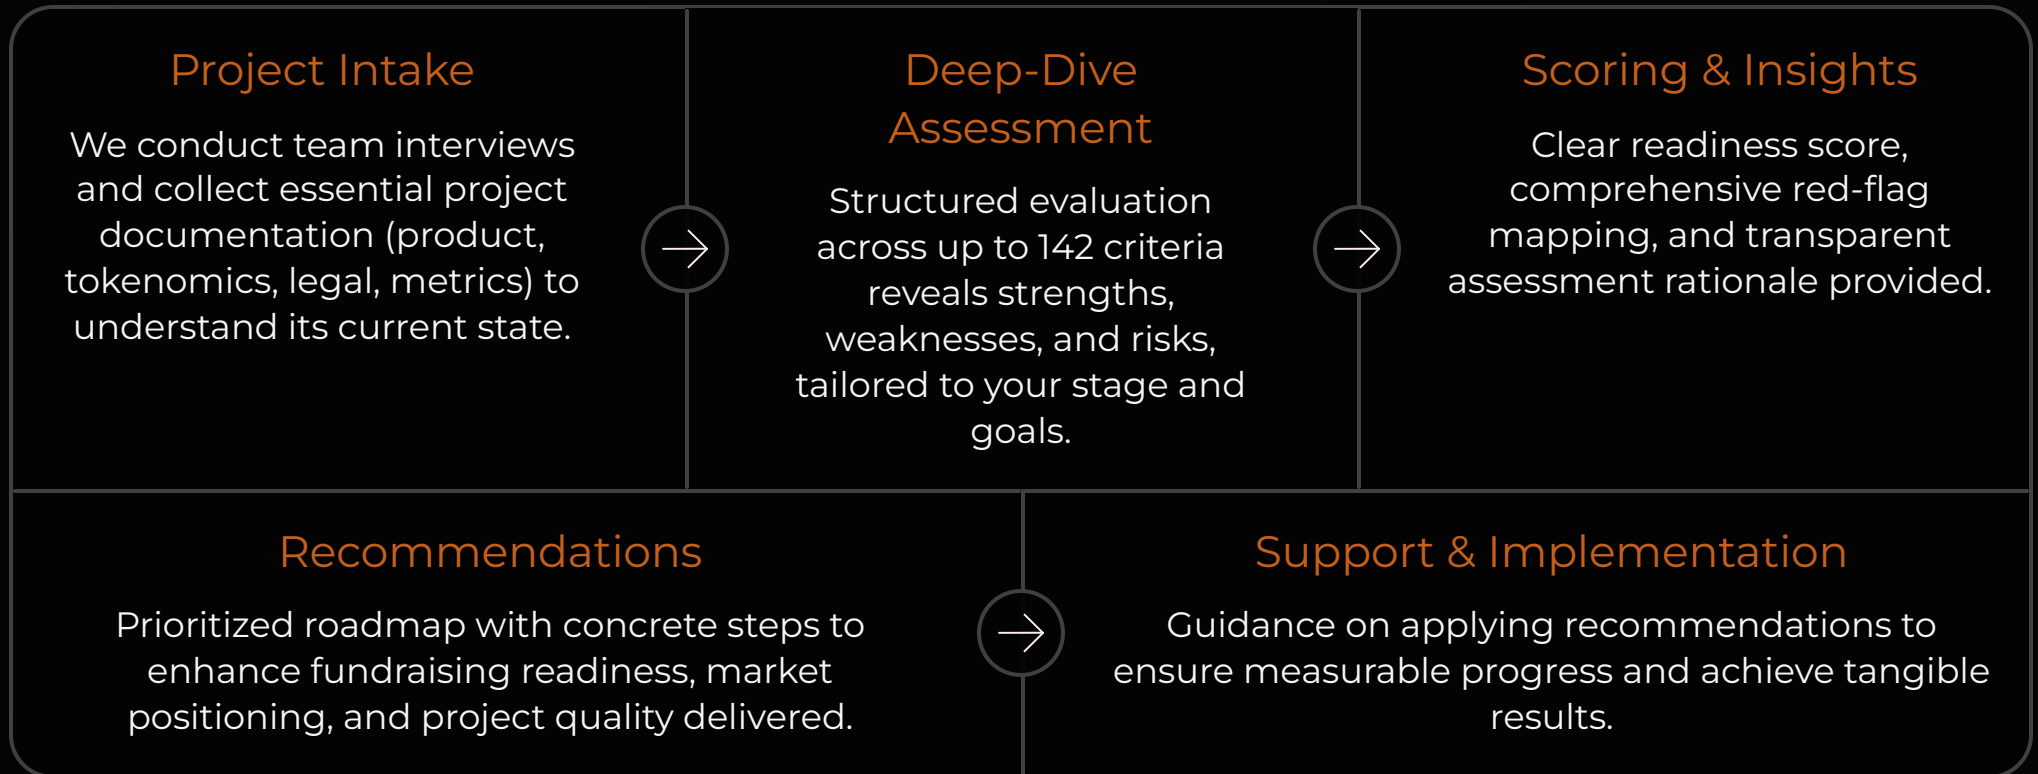 Project Intake
We conduct team interviews
and collect essential project
documentation (product,
tokenomics, legal, metrics) to
understand its current state.
Deep-Dive
Assessment
Structured evaluation
across up to 142 criteria
reveals strengths,
weaknesses, and risks,
tailored to your stage and
goals.
Scoring & Insights
Clear readiness score,
comprehensive red-flag
mapping, and transparent
assessment rationale provided.
Recommendations
Prioritized roadmap with concrete steps to
enhance fundraising readiness, market
positioning, and project quality delivered.
Support & Implementation
Guidance on applying recommendations to
ensure measurable progress and achieve tangible
results.